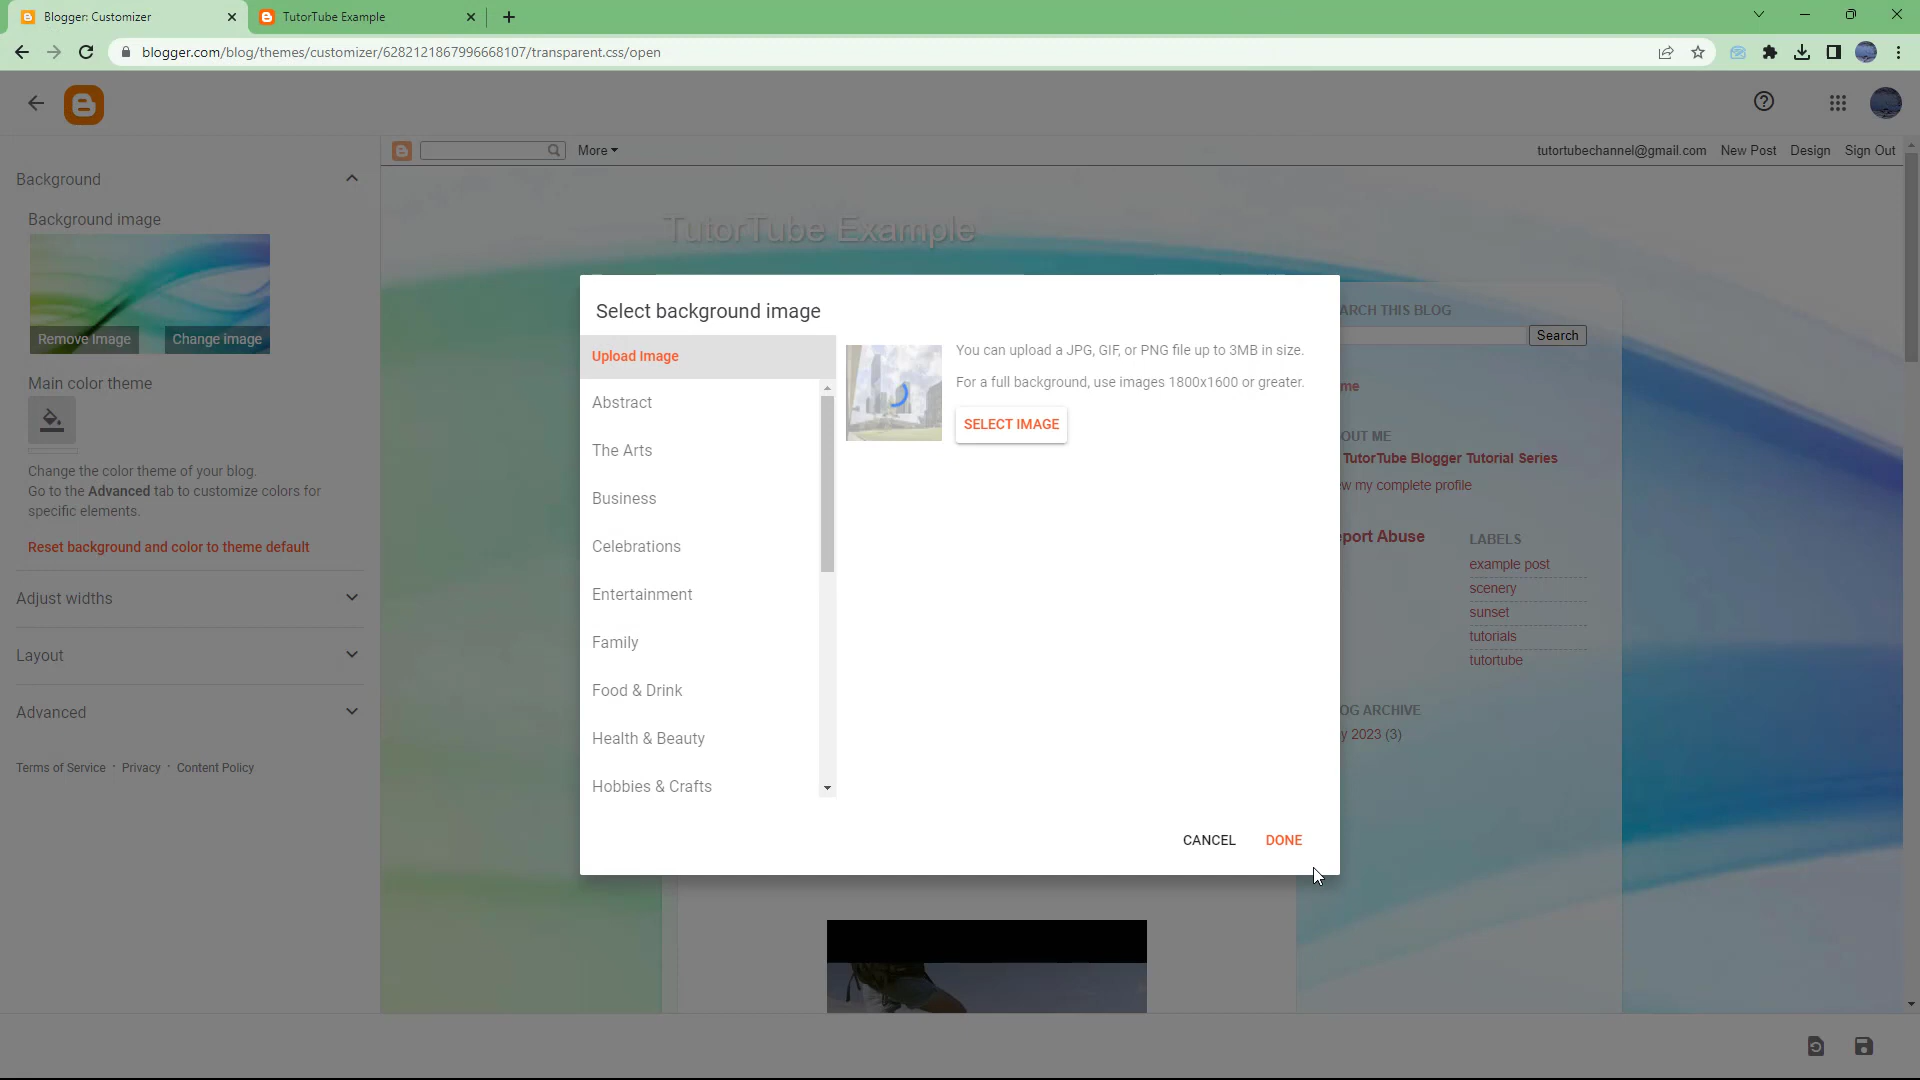 Blogger: Customizer
TutorTube Example
blogger.com/blog/themes/customizer/6282121867996668107/transparent.css/open
More
tutortubechannel@gmail.com New Post Design Sign Out
Background
Background image
Remove Image
Change image
Main color theme
Change the color theme of your blog.
Go to the Advanced tab to customize colors for
specific elements.
Reset background and color to theme default
Adjust widths
Layout
Advanced
Terms of Service · Privacy · Content Policy
TutorTube Example
Select background image
Upload Image
Abstract
The Arts
Business
Celebrations
Entertainment
Family
Food & Drink
Health & Beauty
Hobbies & Crafts
You can upload a JPG, GIF, or PNG file up to 3MB in size.
For a full background, use images 1800x1600 or greater.
SELECT IMAGE
CANCEL DONE
ARCH THIS BLOG
Search
me
OUT ME
TutorTube Blogger Tutorial Series
w my complete profile
port Abuse
LABELS
example post
scenery
sunset
tutorials
tutortube
OG ARCHIVE
y 2023 (3)